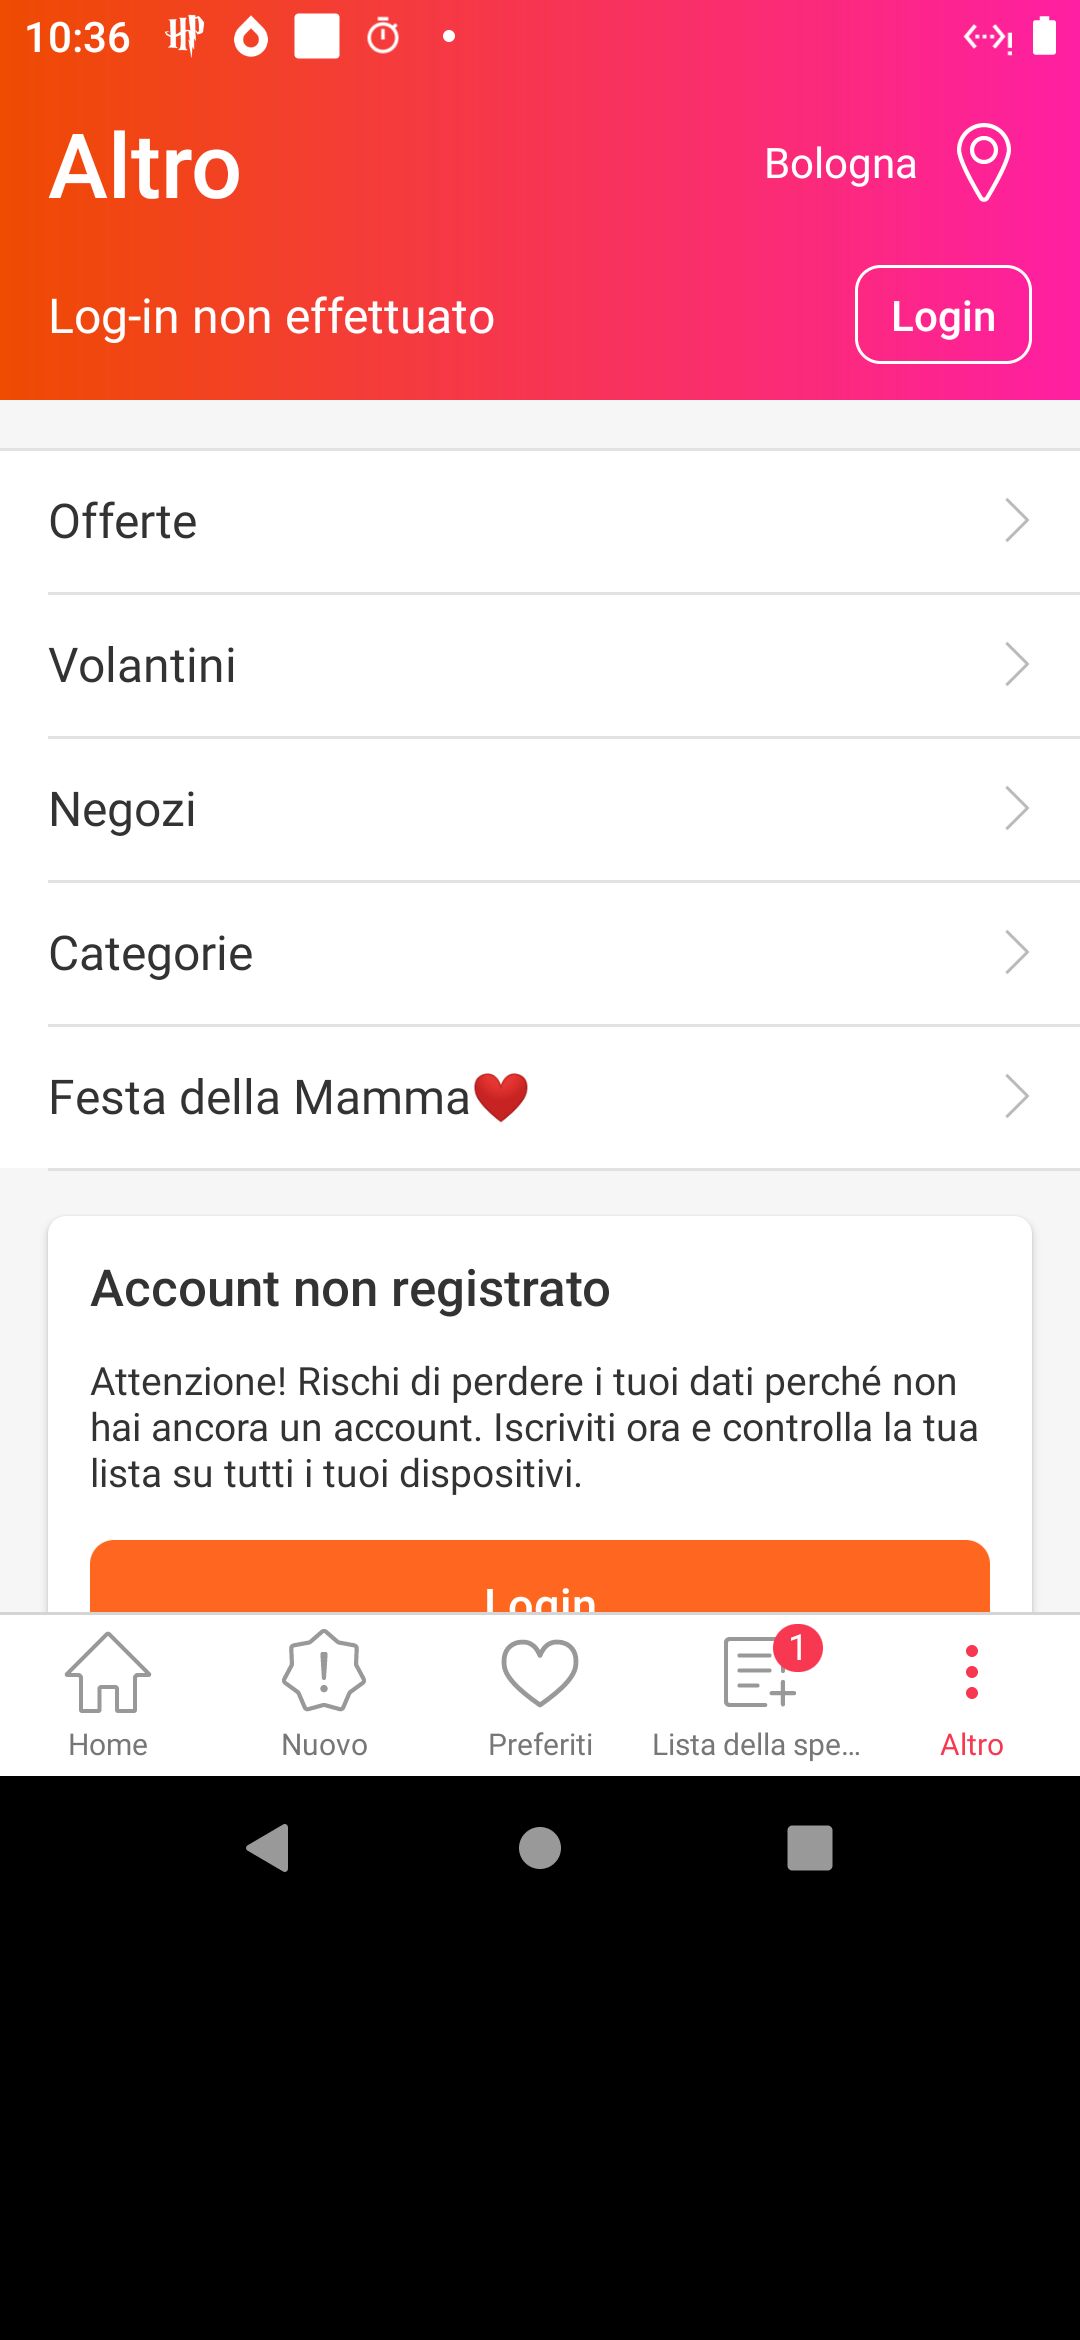 10:36
Altro
Bologna
Log-in non effettuato
Login
Offerte
Volantini
Negozi
Categorie
Festa della Mamma❤️
Account non registrato
Attenzione! Rischi di perdere i tuoi dati perché non
hai ancora un account. Iscriviti ora e controlla la tua
lista su tutti i tuoi dispositivi.
Login
1
Home
Nuovo
Preferiti
Lista della spe...
Altro